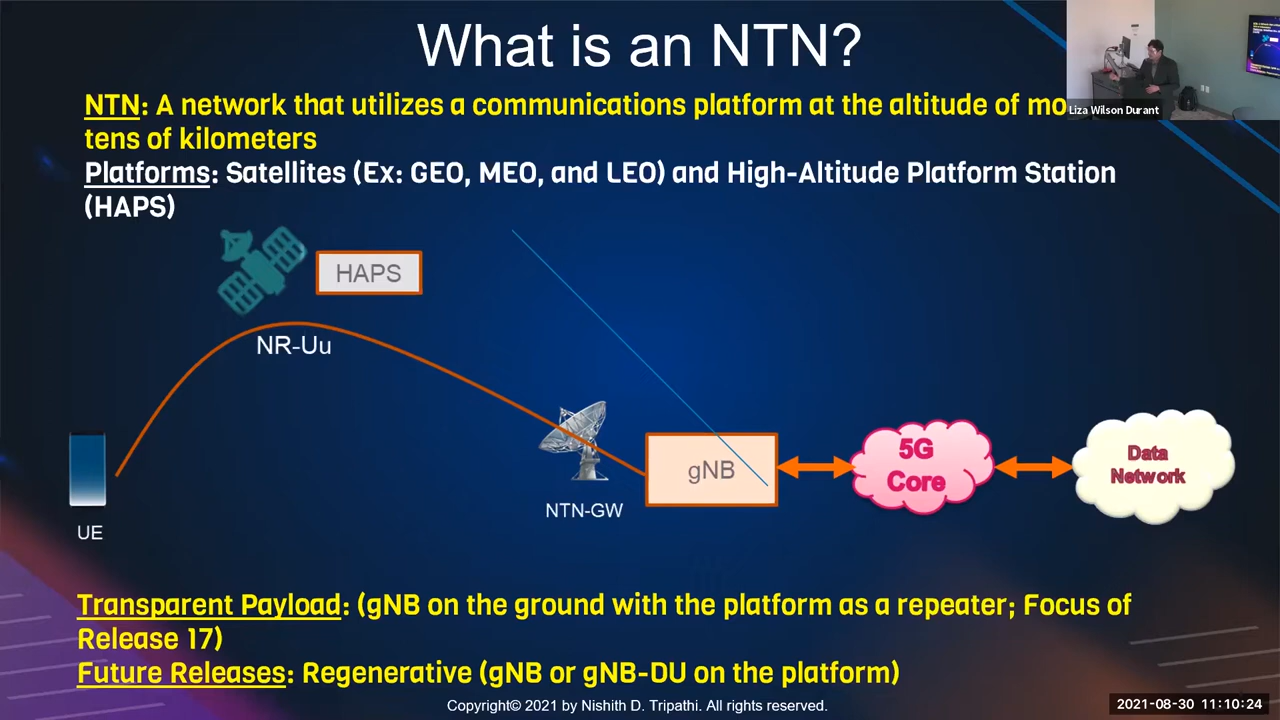 What is an NTN?
Liza Wilson Durant
NTN: A network that utilizes a communications platform at the altitude of
tens of kilometers
Platforms: Satellites (Ex: GEO, MEO, and LEO) and High-Altitude Platform Station
(HAPS)
HAPS
NR-Uu
5G
Core
Data
Network
gNB
NTN-GW
UE
Transparent Payload: (gNB on the ground with the platform as a repeater; Focus of
Release 17)
Future Releases: Regenerative (gNB or gNB-DU on the platform)
Copyright© 2021 by Nishith D. Tripathi. All rights reserved.
2021-08-30 11:10:24